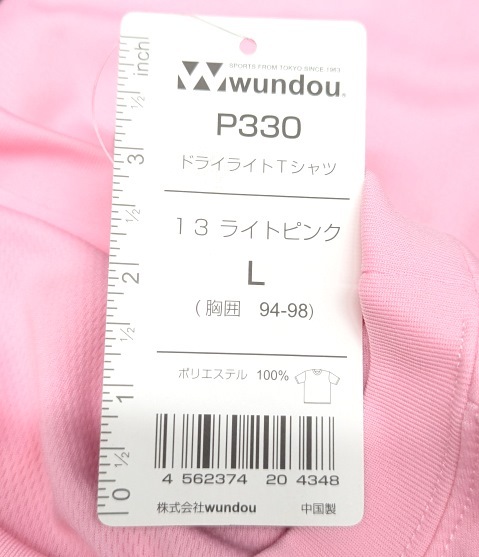 SPORTS FROM TOKYO SINCE 1961
wundou®
P330
ドライライトTシャツ
13 ライトピンク
L
(胸囲 94-98)
ポリエステル 100%
4 562374 204348
株式会社wundou 中国製
inch
½
3
½
2
½
1
½
0